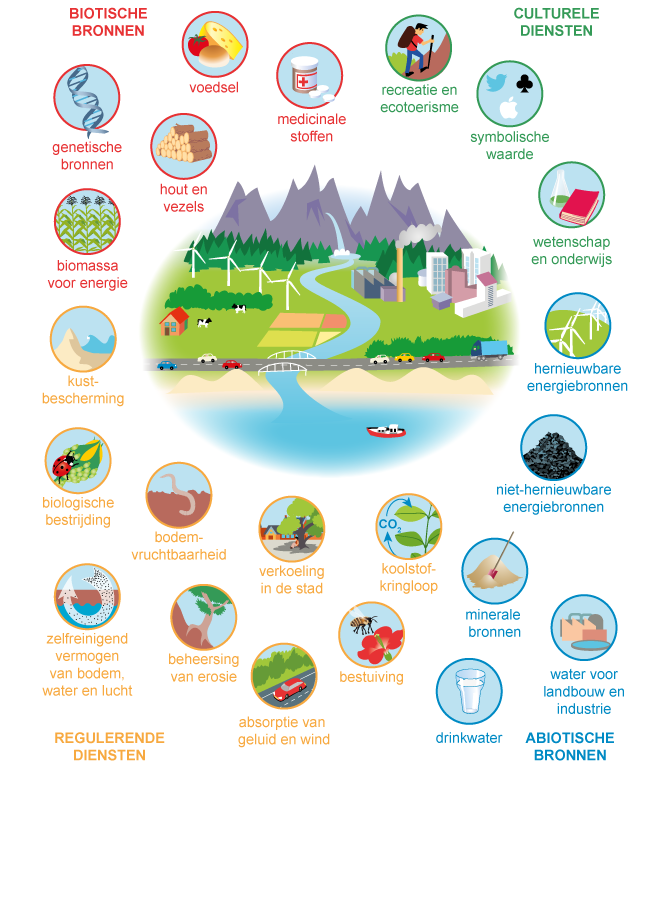 BIOTISCHE
BRONNEN
voedsel
medicinale
stoffen
genetische
bronnen
hout en
vezels
biomassa
voor energie
CULTURELE
DIENSTEN
recreatie en
ecotoerisme
symbolische
waarde
wetenschap
en onderwijs
hernieuwbare
energiebronnen
niet-hernieuwbare
energiebronnen
minerale
bronnen
water voor
landbouw en
industrie
drinkwater
ABIOTISCHE
BRONNEN
kust-
bescherming
biologische
bestrijding
bodem-
vruchtbaarheid
verkoeling
in de stad
CO2
koolstof-
kringloop
zelfreinigend
vermogen
van bodem,
water en lucht
beheersing
van erosie
absorptie van
geluid en wind
bestuiving
REGULERENDE
DIENSTEN